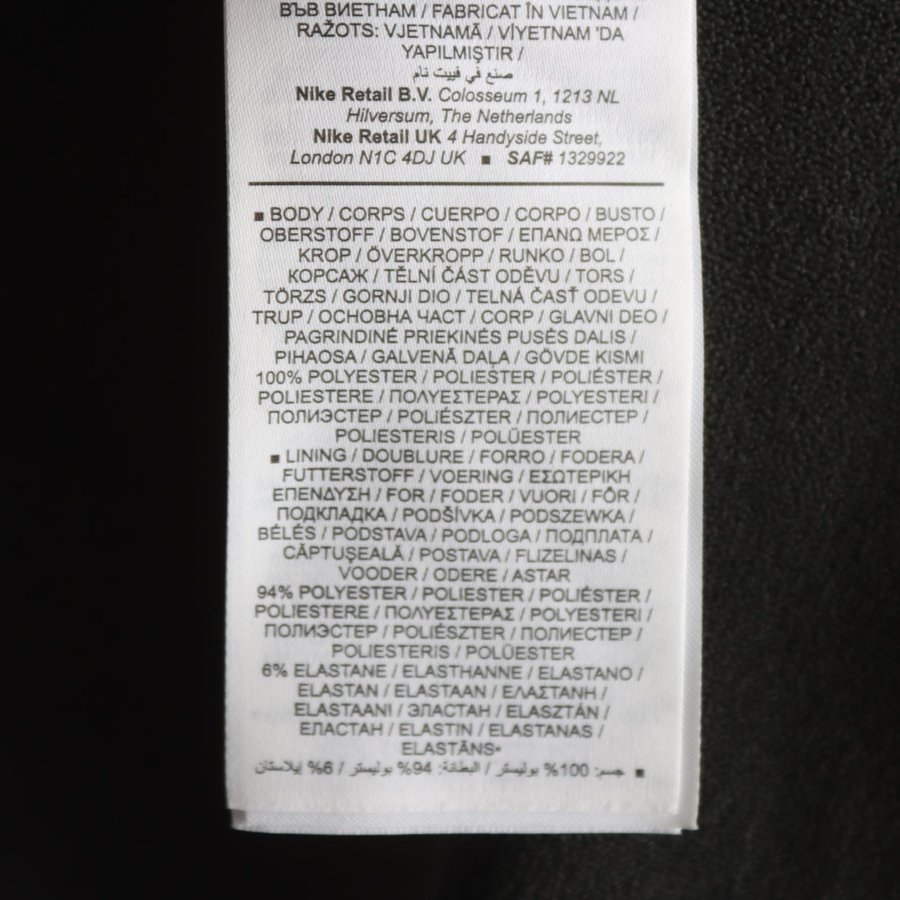 ВЪВ ВИЕТНАМ / FABRICAT ÎN VIETNAM /
RAŽOTS: VJETNAMĀ / VİYETNAM 'DA
YAPILMIŞTIR /
صنع في فييت نام
Nike Retail B.V. Colosseum 1, 1213 NL
Hilversum, The Netherlands
Nike Retail UK 4 Handyside Street,
London N1C 4DJ UK ▪ SAF# 1329922
▪ BODY / CORPS / CUERPO / CORPO / BUSTO /
OBERSTOFF / BOVENSTOF / ΕΠΑΝΩ ΜΕΡΟΣ /
KROP / ÖVERKROPP / RUNKO / BOL /
КОРСАЖ / TĚLNÍ ČÁST ODĚVU / TORS /
TÖRZS / GORNJI DIO / TELNÁ ČASŤ ODEVU /
TRUP / ОСНОВНА ЧАСТ / CORP / GLAVNI DEO /
PAGRINDINĖ PRIEKINĖS PUSĖS DALIS /
PIHAOSA / GALVENĀ DAĻA / GÖVDE KISMI
100% POLYESTER / POLIESTER / POLIÉSTER /
POLIESTERE / ΠΟΛΥΕΣΤΕΡΑΣ / POLYESTERI /
ПОЛИЭСТЕР / POLIÉSZTER / ПОЛИЕСТЕР /
POLIESTERIS / POLÜESTER
▪ LINING / DOUBLURE / FORRO / FODERA /
FUTTERSTOFF / VOERING / ΕΣΩΤΕΡΙΚΗ
ΕΠΕΝΔΥΣΗ / FOR / FODER / VUORI / FÔR /
ПОДКЛАДКА / PODŠÍVKA / PODSZEWKA /
BÉLÉS / PODSTAVA / PODLOGA / ПОДПЛАТА /
CĂPTUŞEALĂ / POSTAVA / FLIZELINAS /
VOODER / ODERE / ASTAR
94% POLYESTER / POLIESTER / POLIÉSTER /
POLIESTERE / ΠΟΛΥΕΣΤΕΡΑΣ / POLYESTERI /
ПОЛИЭСТЕР / POLIÉSZTER / ПОЛИЕСТЕР /
POLIESTERIS / POLÜESTER
6% ELASTANE / ELASTHANNE / ELASTANO /
ELASTAN / ELASTAAN / ΕΛΑΣΤΑΝΗ /
ELASTAANI / ЭЛАСТАН / ELASZTÁN /
ЕЛАСТАН / ELASTIN / ELASTANAS /
ELASTĀNS•
▪ جسم: 100% بوليستر / البطانة: 94% بوليستر / 6% إيلاستان